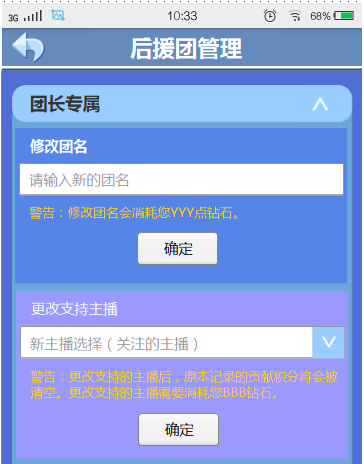 3G 10:33 68%
后援团管理
团长专属
修改团名
请输入新的团名
警告：修改团名会消耗您YYY点钻石。
确定
更改支持主播
新主播选择（关注的主播）
警告：更改支持的主播后，原本记录的贡献积分将会被
清空。更改支持的主播需要消耗您BBB钻石。
确定